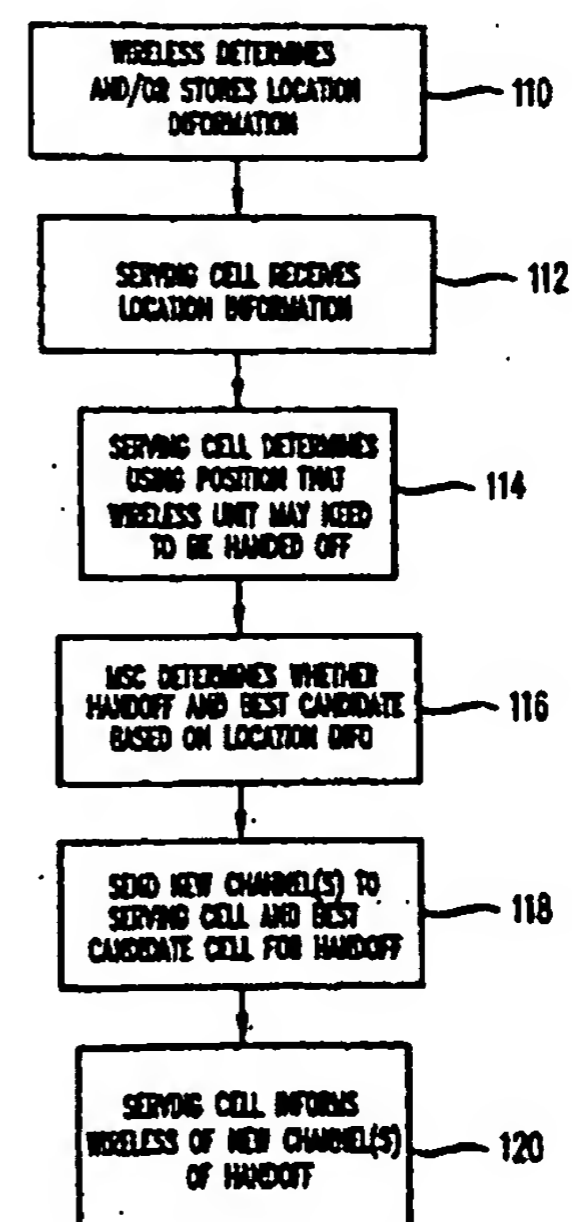 WIRELESS DETERMINES
AND/OR STORES LOCATION
INFORMATION
110
SERVING CELL RECEIVES
LOCATION INFORMATION
112
SERVING CELL DETERMINES
USING POSITION THAT
WIRELESS UNIT MAY NEED
TO BE HANDED OFF
114
MSC DETERMINES WHETHER
HANDOFF AND BEST CANDIDATE
BASED ON LOCATION INFO
116
SEND NEW CHANNEL(S) TO
SERVING CELL AND BEST
CANDIDATE CELL FOR HANDOFF
118
SERVING CELL INFORMS
WIRELESS OF NEW CHANNEL(S)
OF HANDOFF
120